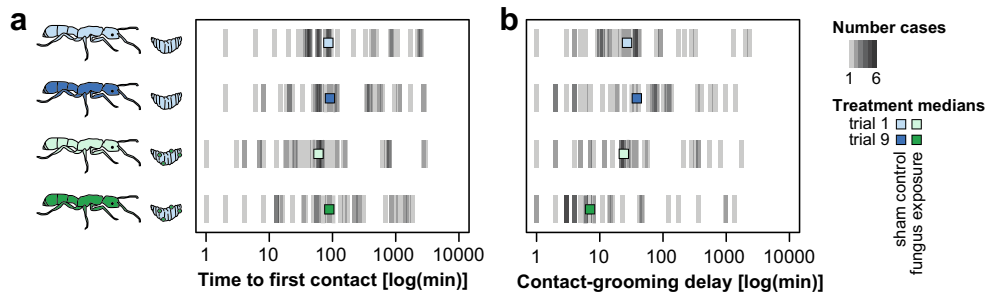 a
b
Number cases
1 6
Treatment medians
trial 1
trial 9
sham control
fungus exposure
1 10 100 1000 10000
1 10 100 1000 10000
Time to first contact [log(min)]
Contact-grooming delay [log(min)]